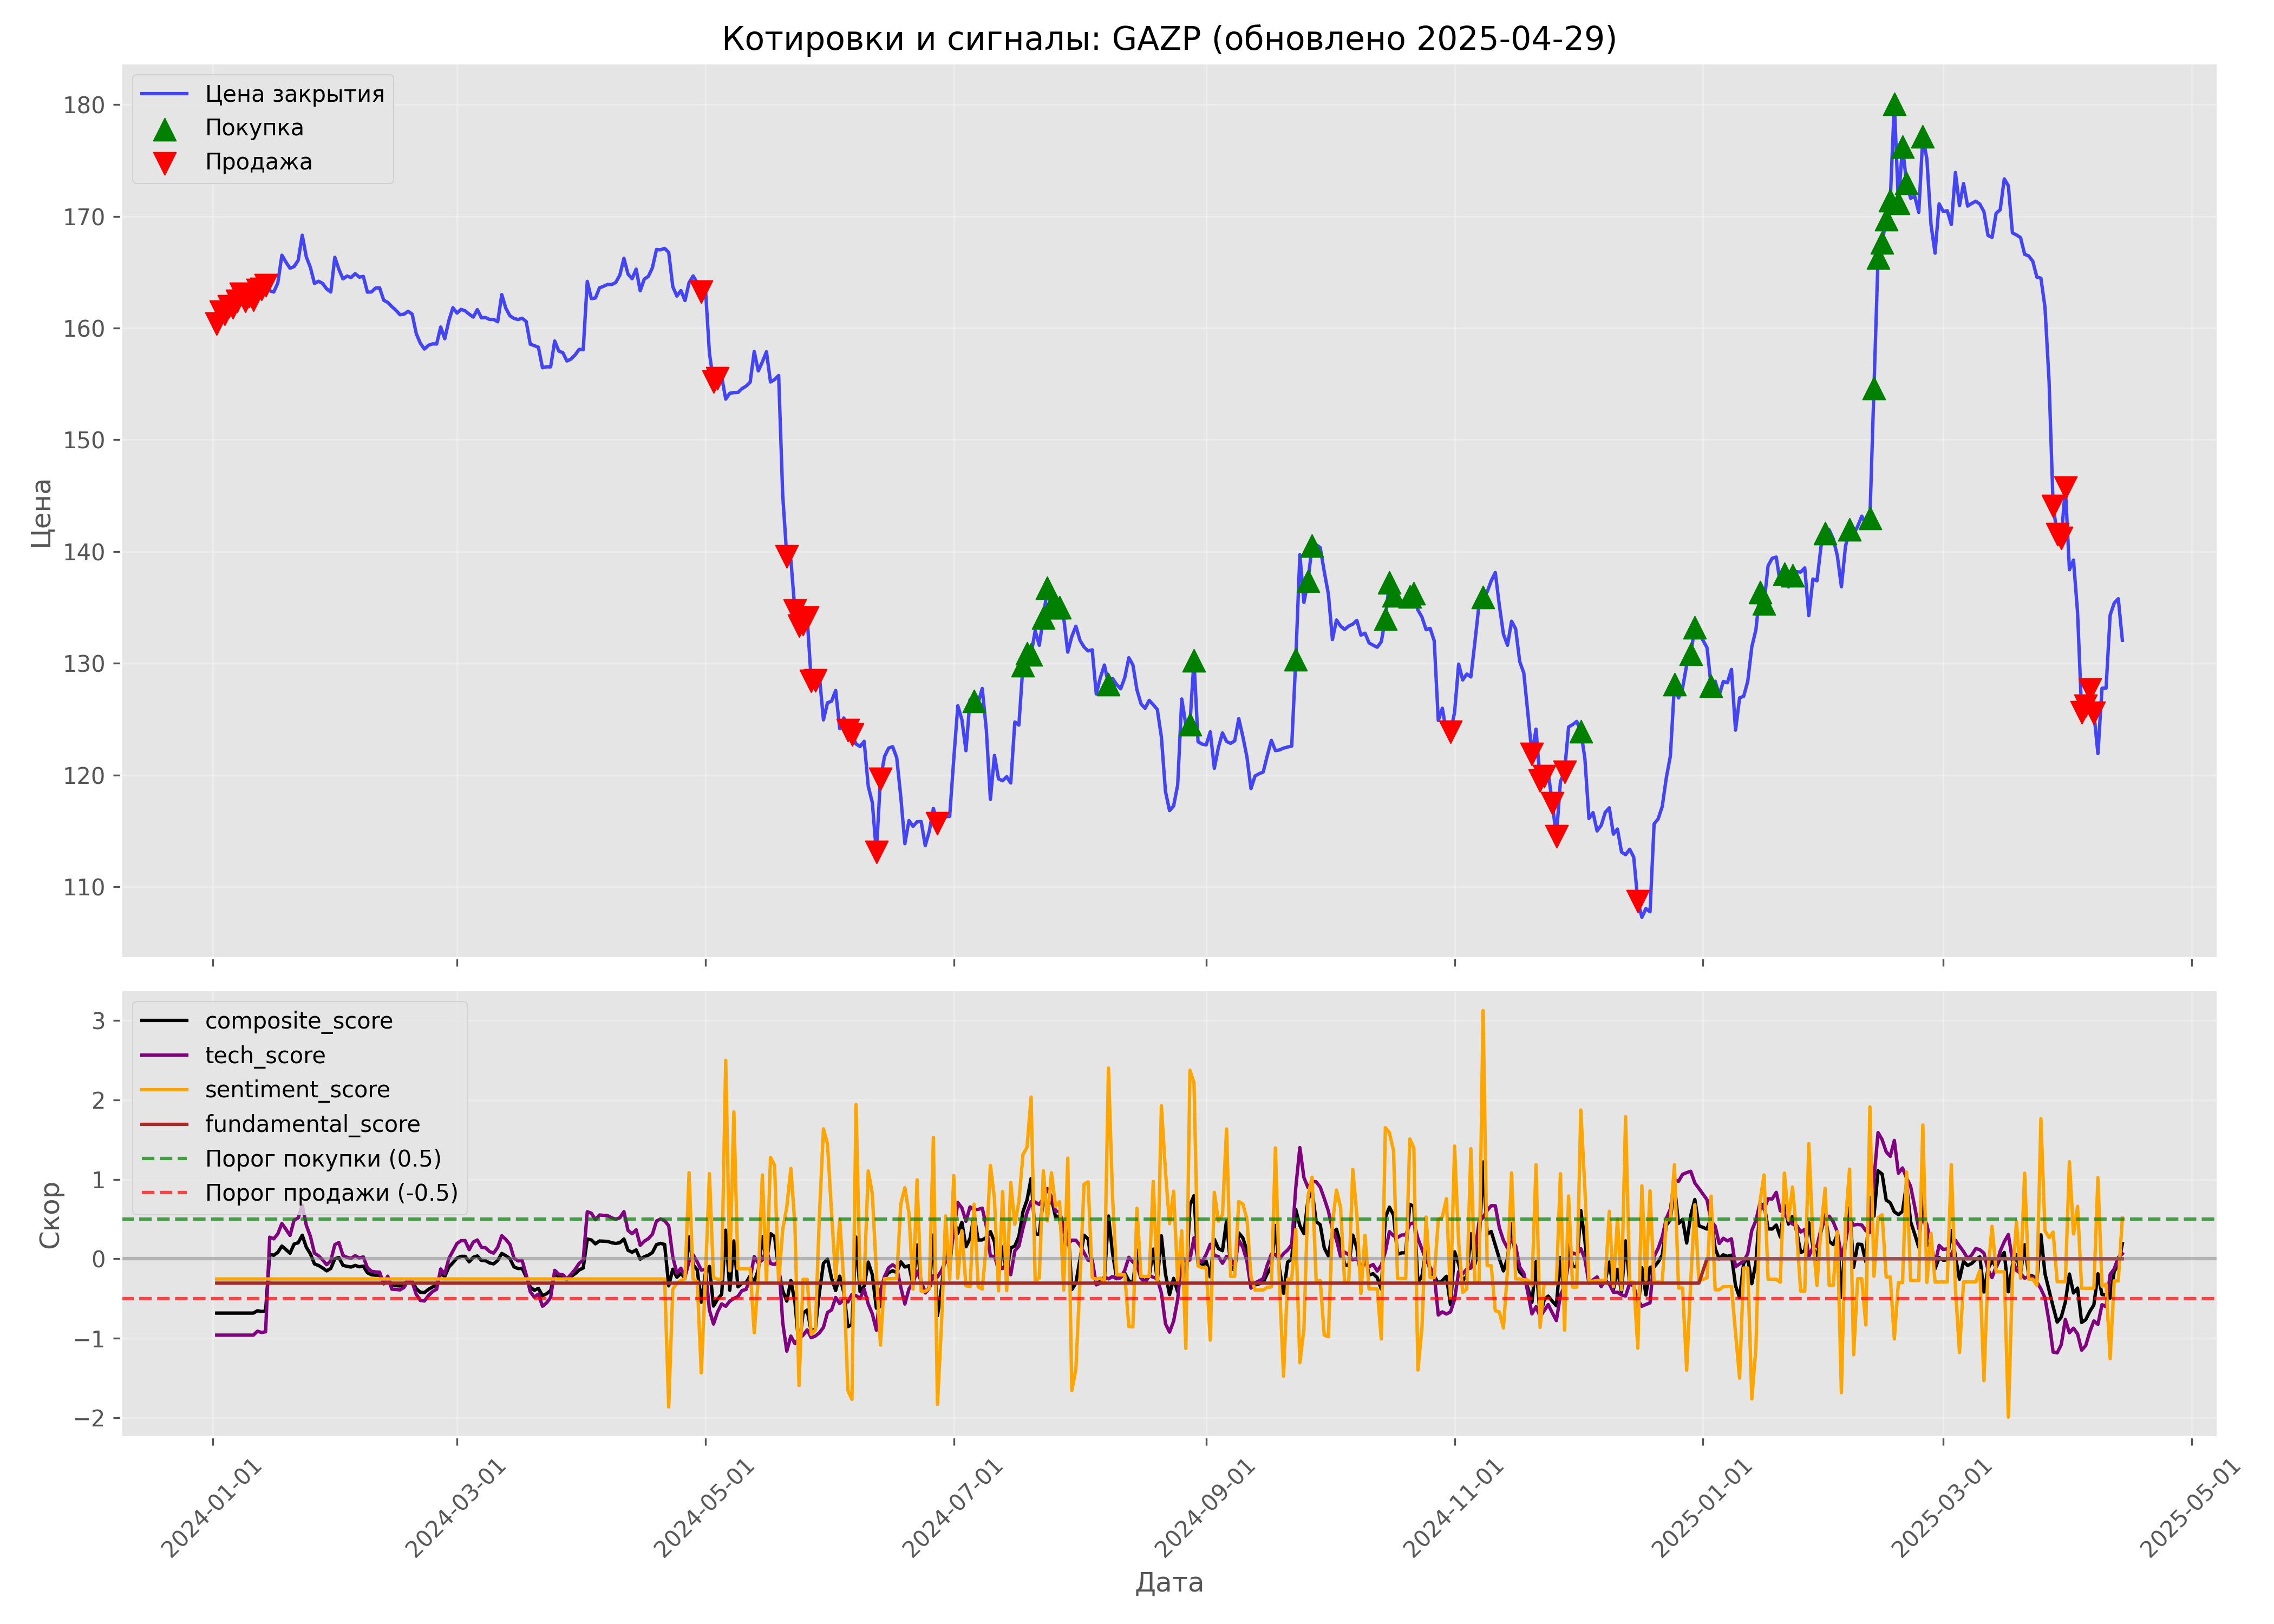 Котировки и сигналы: GAZP (обновлено 2025-04-29)
Цена закрытия
Покупка
Продажа
Цена
180
170
160
150
140
130
120
110
composite_score
tech_score
sentiment_score
fundamental_score
Порог покупки (0.5)
Порог продажи (-0.5)
Скор
3
2
1
0
−1
−2
2024-01-01
2024-03-01
2024-05-01
2024-07-01
2024-09-01
2024-11-01
2025-01-01
2025-03-01
2025-05-01
Дата